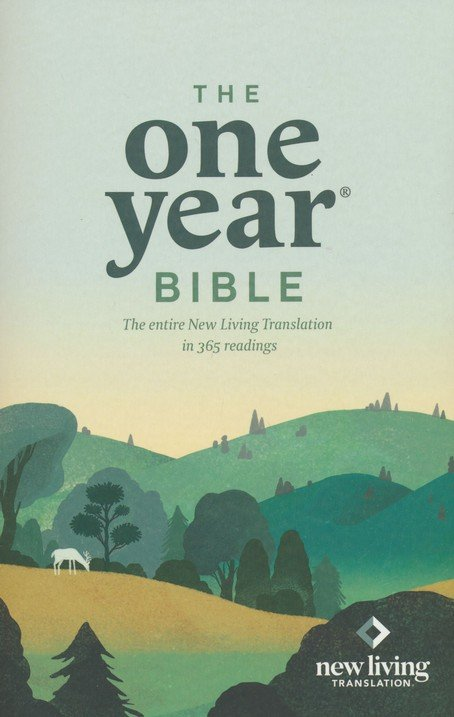 THE
one
year®
BIBLE
The entire New Living Translation
in 365 readings
new living
TRANSLATION